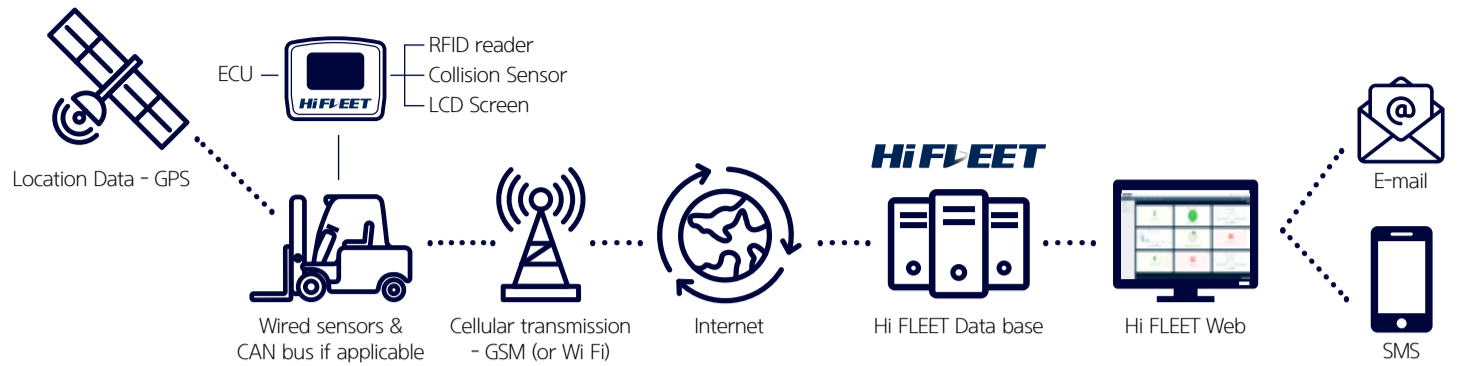 RFID reader
ECU
Collision Sensor
HiFLEET
LCD Screen
Location Data - GPS
HiFLEET
@
E-mail
Wired sensors &
CAN bus if applicable
Cellular transmission
- GSM (or Wi Fi)
Internet
Hi FLEET Data base
Hi FLEET Web
SMS